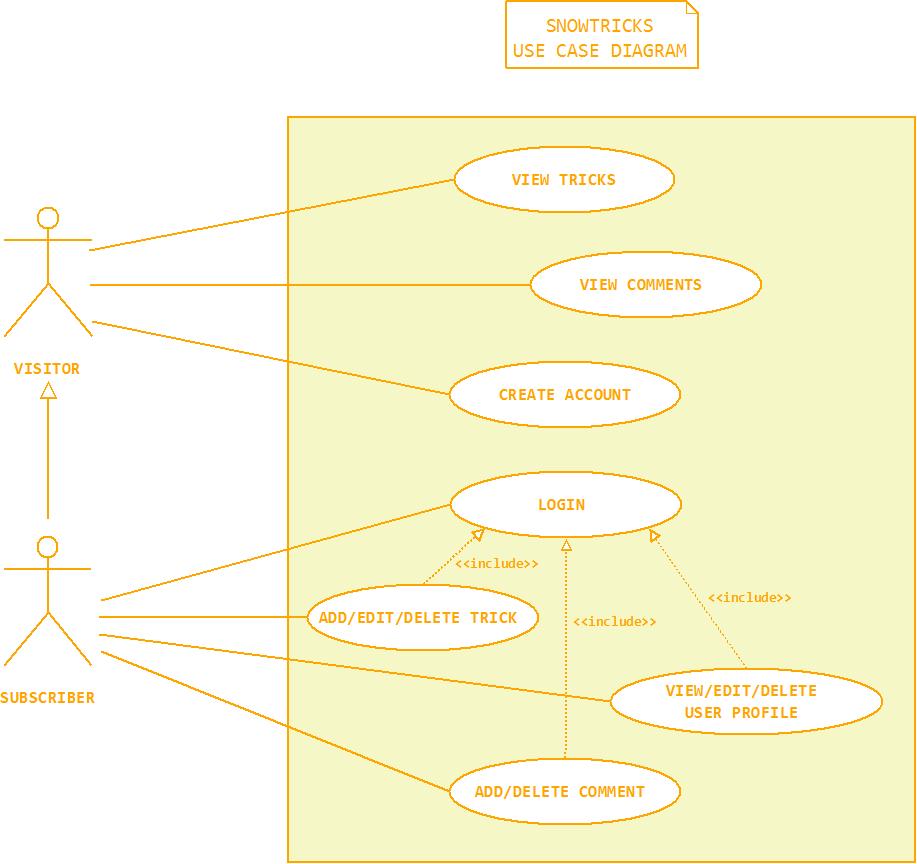 SNOWTRICKS
USE CASE DIAGRAM
VIEW TRICKS
VIEW COMMENTS
VISITOR
CREATE ACCOUNT
LOGIN
<<include>>
<<include>>
<<include>>
ADD/EDIT/DELETE TRICK
SUBSCRIBER
VIEW/EDIT/DELETE
USER PROFILE
ADD/DELETE COMMENT